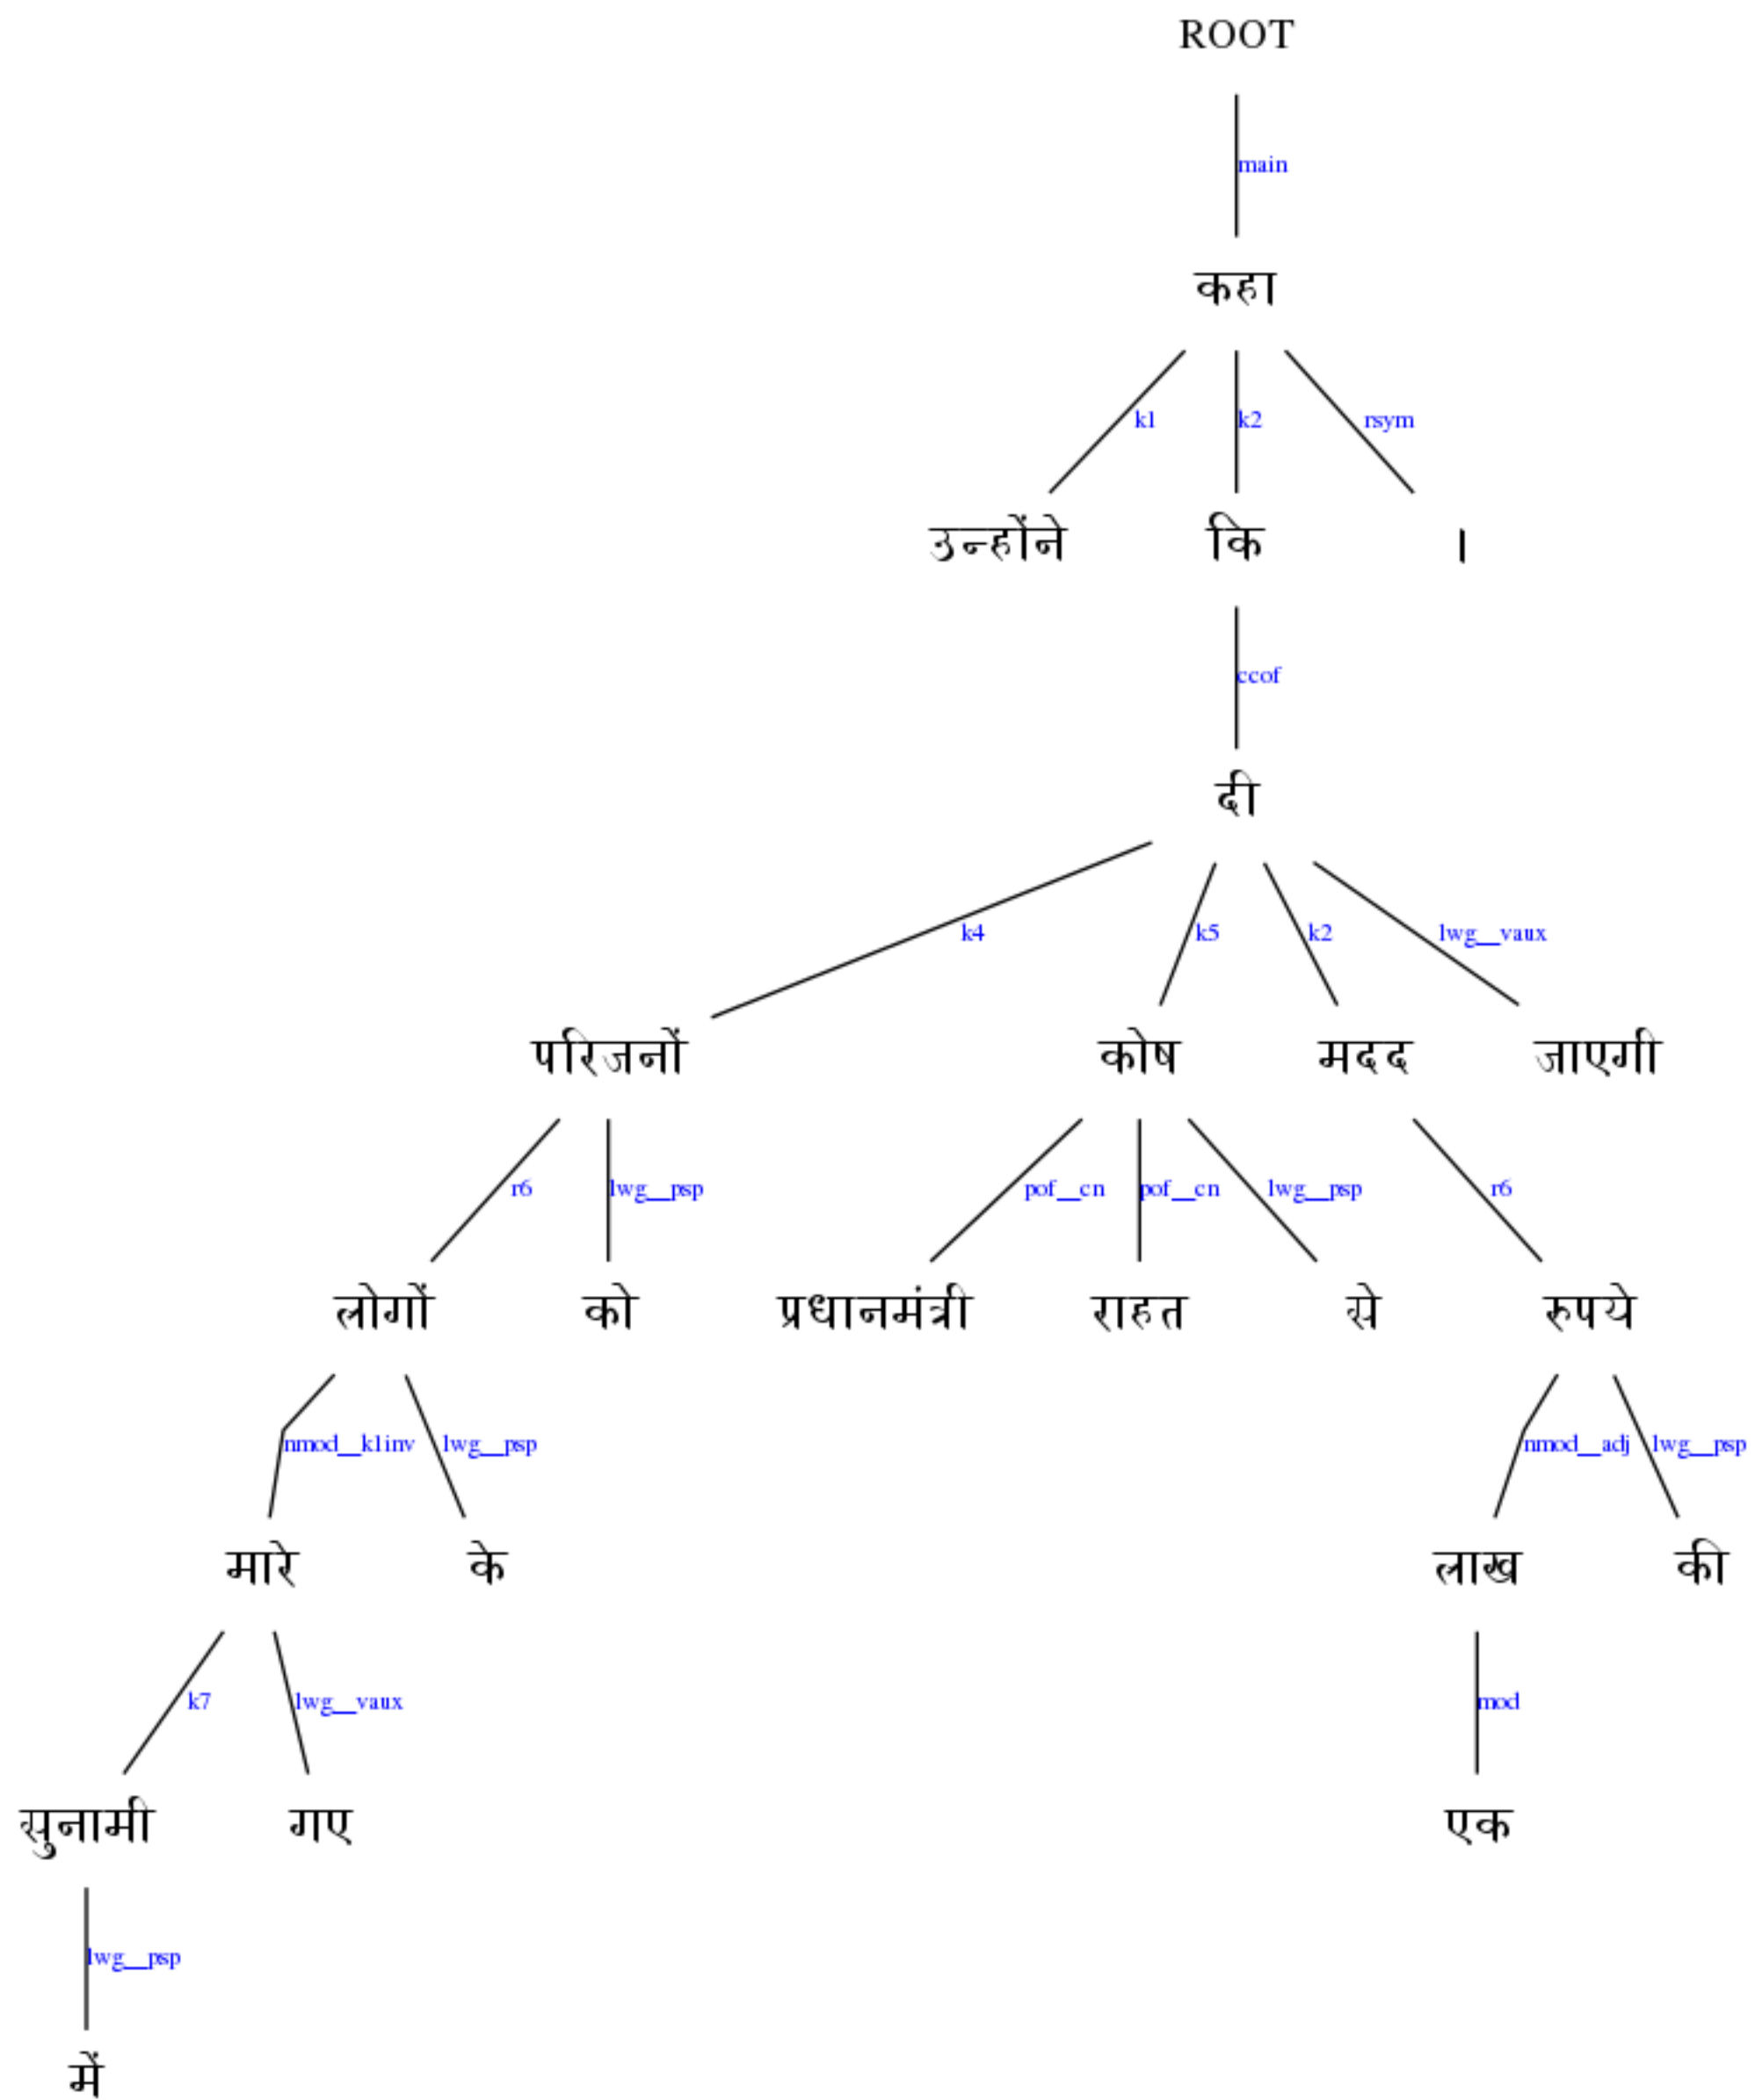 ROOT
main
कहा
k1 k2 rsym
उन्होंने कि ।
ccof
दी
k4 k5 k2 lwg__vaux
परिजनों कोष मदद जाएगी
r6 lwg__psp pof__cn pof__cn lwg__psp r6
लोगों को प्रधानमंत्री राहत से रुपये
nmod__k1inv lwg__psp nmod__adj lwg__psp
मारे के लाख की
k7 lwg__vaux mod
सुनामी गए एक
lwg__psp
में